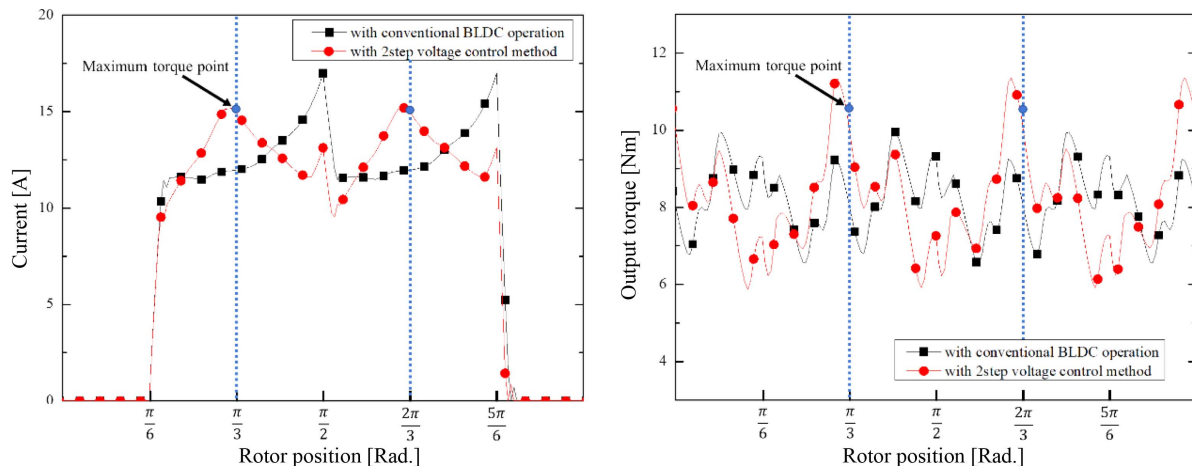 20
15
10
5
0
Current [A]
with conventional BLDC operation
with 2step voltage control method
Maximum torque point
π/6
π/3
π/2
2π/3
5π/6
Rotor position [Rad.]
12
10
8
6
4
Output torque [Nm]
Maximum torque point
with conventional BLDC operation
with 2step voltage control method
π/6
π/3
π/2
2π/3
5π/6
Rotor position [Rad.]